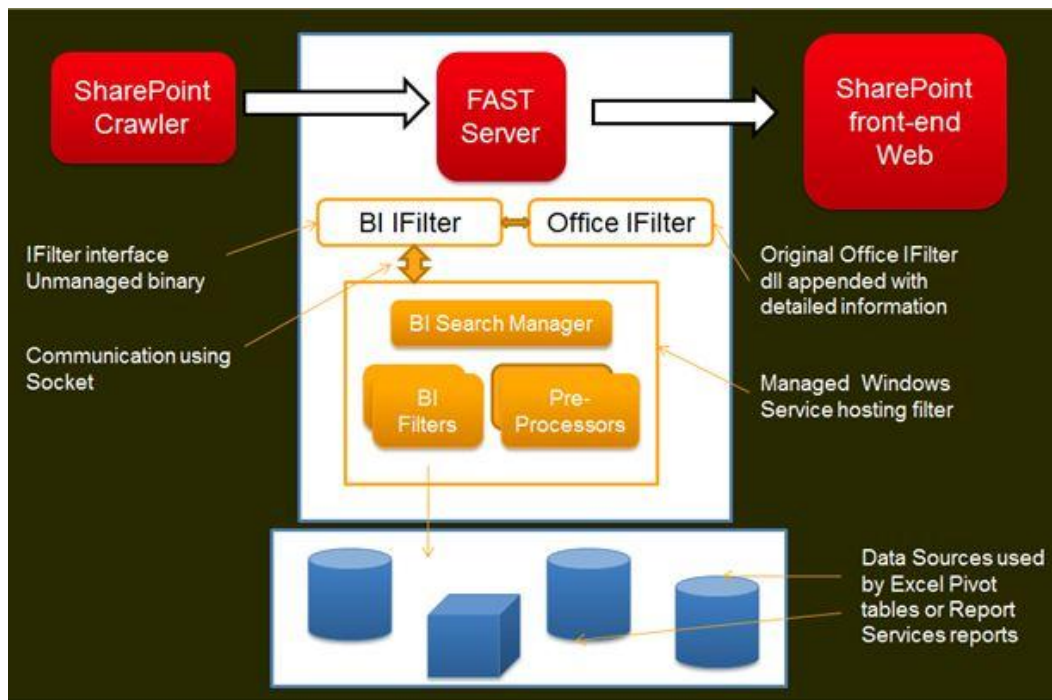 SharePoint
Crawler
FAST
Server
SharePoint
front-end
Web
BI IFilter
Office IFilter
IFilter interface
Unmanaged binary
Original Office IFilter
dll appended with
detailed information
BI Search Manager
Communication using
Socket
BI
Filters
Pre-
Processors
Managed Windows
Service hosting filter
Data Sources used
by Excel Pivot
tables or Report
Services reports